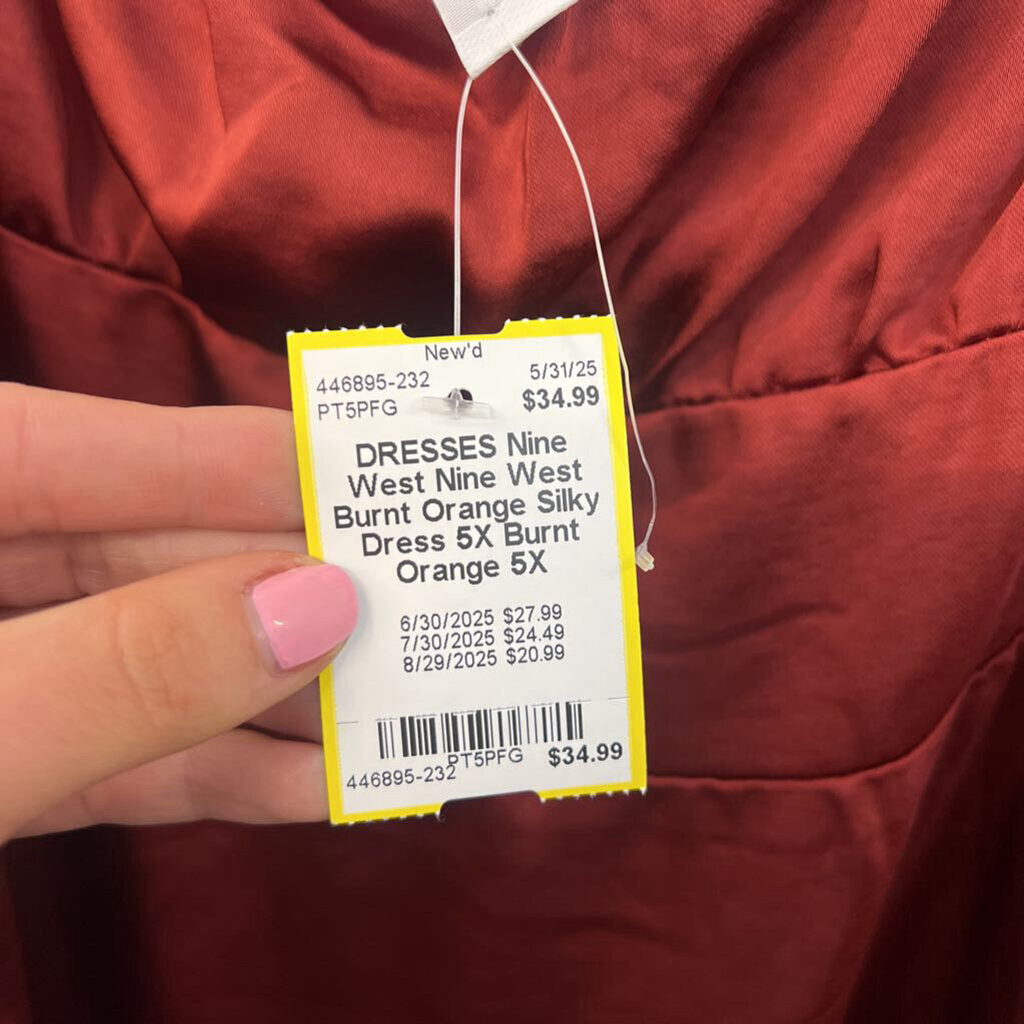 New'd
446895-232 5/31/25
PT5PFG $34.99
DRESSES Nine
West Nine West
Burnt Orange Silky
Dress 5X Burnt
Orange 5X
6/30/2025 $27.99
7/30/2025 $24.49
8/29/2025 $20.99
446895-232 PT5PFG $34.99